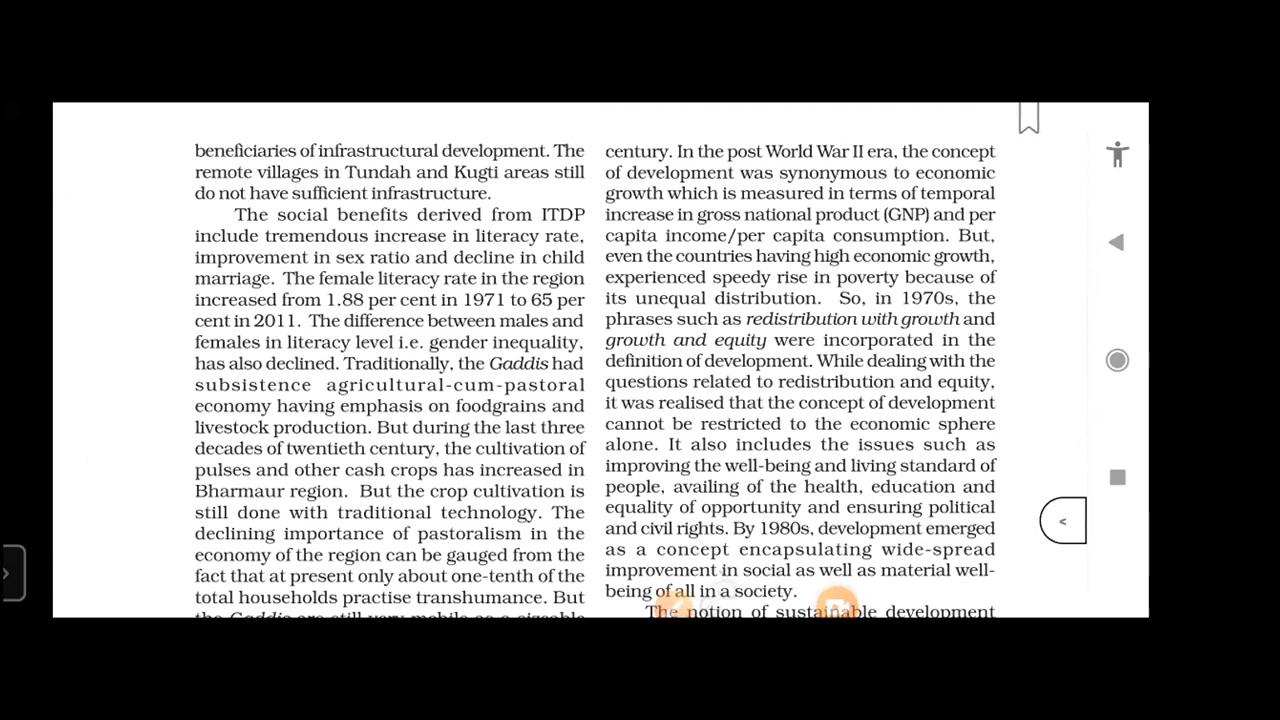 beneficiaries of infrastructural development. The
remote villages in Tundah and Kugti areas still
do not have sufficient infrastructure.
The social benefits derived from ITDP
include tremendous increase in literacy rate,
improvement in sex ratio and decline in child
marriage. The female literacy rate in the region
increased from 1.88 per cent in 1971 to 65 per
cent in 2011. The difference between males and
females in literacy level i.e. gender inequality,
has also declined. Traditionally, the Gaddis had
subsistence agricultural-cum-pastoral
economy having emphasis on foodgrains and
livestock production. But during the last three
decades of twentieth century, the cultivation of
pulses and other cash crops has increased in
Bharmaur region. But the crop cultivation is
still done with traditional technology. The
declining importance of pastoralism in the
economy of the region can be gauged from the
fact that at present only about one-tenth of the
total households practise transhumance. But
the Gaddis are still very mobile as a sizeable
century. In the post World War II era, the concept
of development was synonymous to economic
growth which is measured in terms of temporal
increase in gross national product (GNP) and per
capita income/per capita consumption. But,
even the countries having high economic growth,
experienced speedy rise in poverty because of
its unequal distribution. So, in 1970s, the
phrases such as redistribution with growth and
growth and equity were incorporated in the
definition of development. While dealing with the
questions related to redistribution and equity,
it was realised that the concept of development
cannot be restricted to the economic sphere
alone. It also includes the issues such as
improving the well-being and living standard of
people, availing of the health, education and
equality of opportunity and ensuring political
and civil rights. By 1980s, development emerged
as a concept encapsulating wide-spread
improvement in social as well as material well-
being of all in a society.
The notion of sustainable development